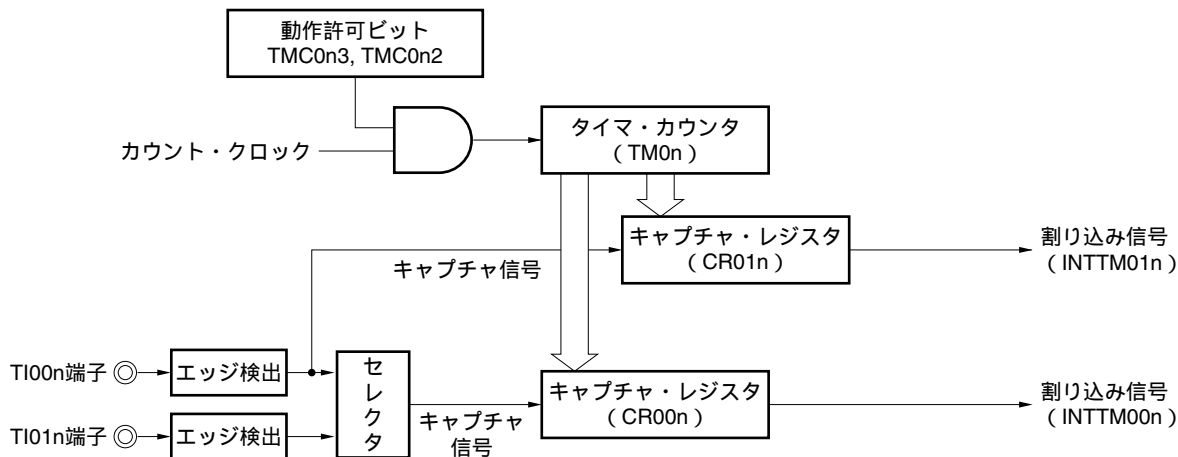 動作許可ビット
TMC0n3, TMC0n2
カウント・クロック
タイマ・カウンタ
(TM0n)
キャプチャ・レジスタ
(CR01n)
割り込み信号
(INTTM01n)
キャプチャ信号
TI00n端子
エッジ検出
セレクタ
キャプチャ・レジスタ
(CR00n)
割り込み信号
(INTTM00n)
キャプチャ
信号
TI01n端子
エッジ検出